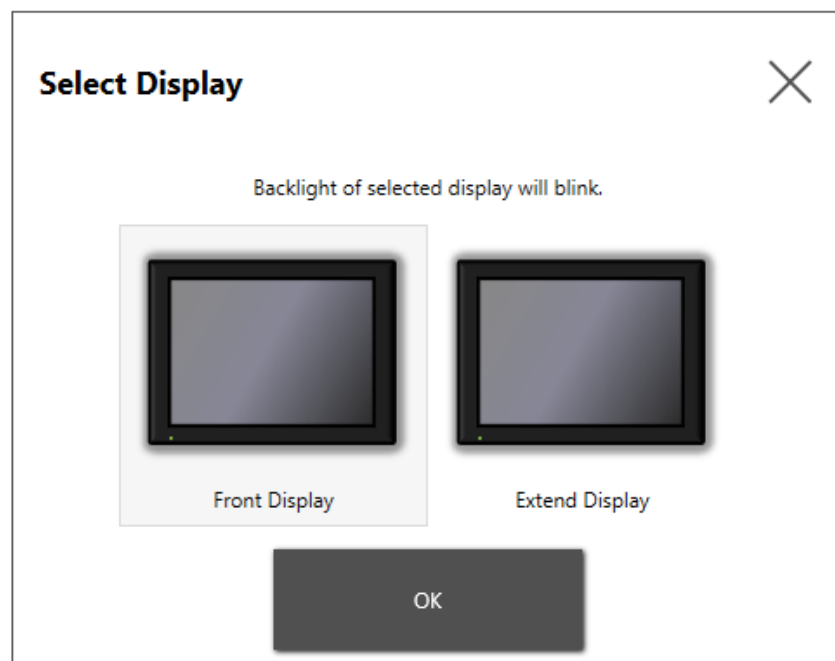 Select Display
Backlight of selected display will blink.
Front Display
Extend Display
OK